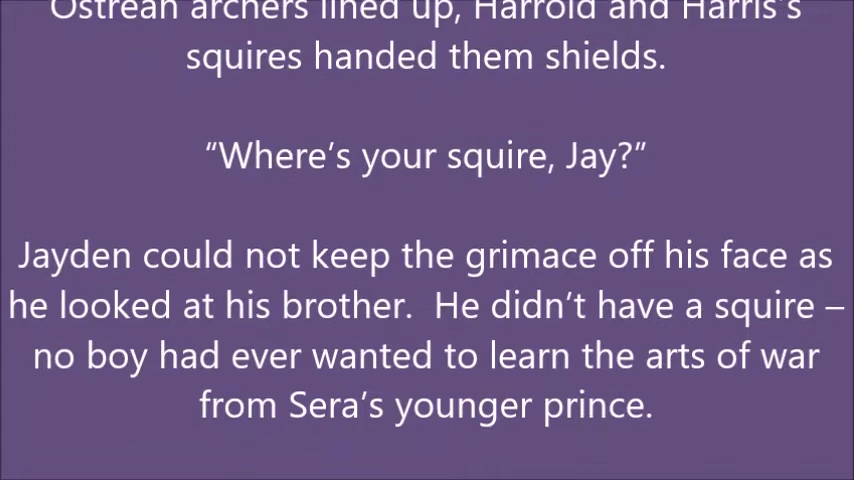 Ostrean archers lined up, Harrold and Harris's
squires handed them shields.
“Where’s your squire, Jay?”
Jayden could not keep the grimace off his face as
he looked at his brother.  He didn’t have a squire –
no boy had ever wanted to learn the arts of war
from Sera’s younger prince.